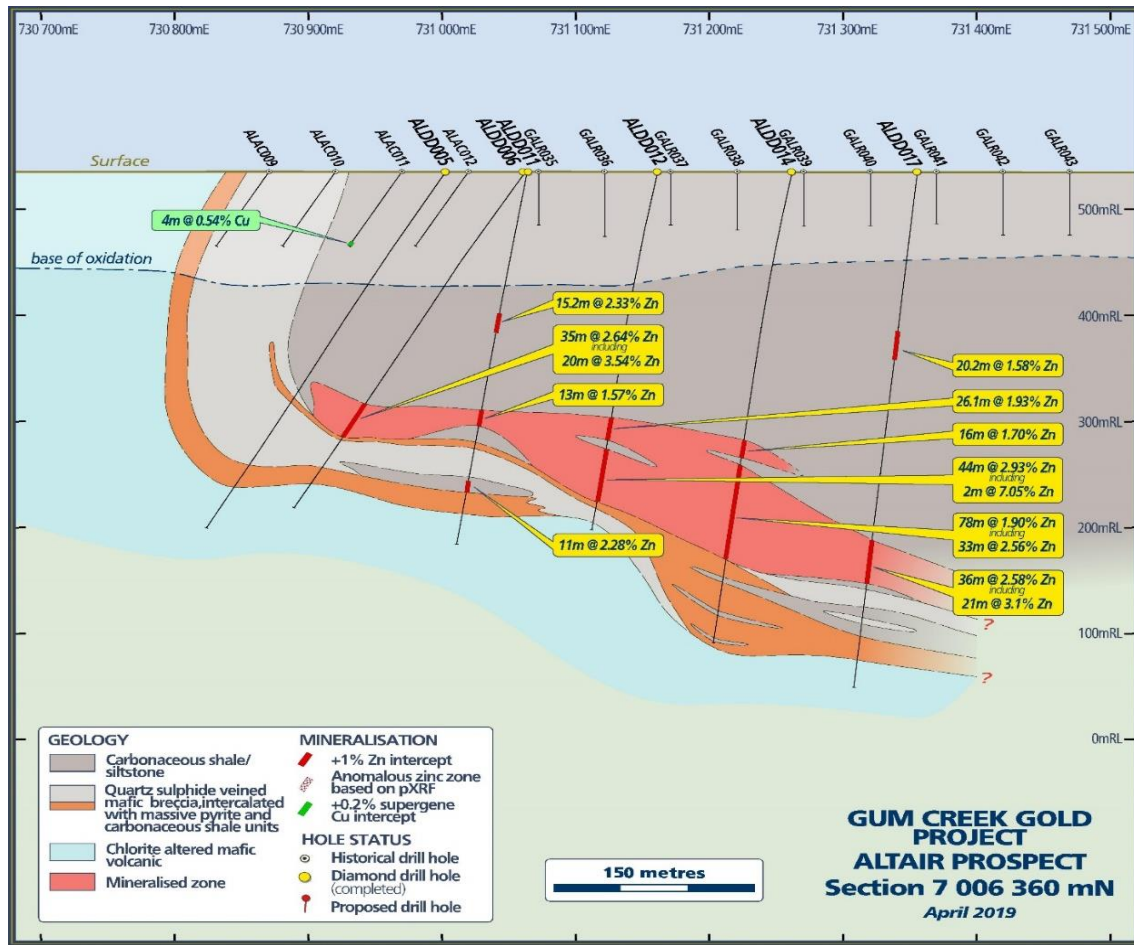 730 700mE
730 800mE
730 900mE
731 000mE
731 100mE
731 200mE
731 300mE
731 400mE
731 500mE
ALAC009
ALAC010
ALAC011
ALDD005
ALAC012
ALDD006
ALDD011
GALR035
GALR036
ALDD012
GALR037
GALR038
ALDD014
GALR039
GALR040
ALDD017
GALR041
GALR042
GALR043
Surface
500mRL
4m @ 0.54% Cu
base of oxidation
15.2m @ 2.33% Zn
400mRL
35m @ 2.64% Zn
including
20m @ 3.54% Zn
20.2m @ 1.58% Zn
13m @ 1.57% Zn
26.1m @ 1.93% Zn
300mRL
16m @ 1.70% Zn
44m @ 2.93% Zn
including
2m @ 7.05% Zn
200mRL
78m @ 1.90% Zn
including
33m @ 2.56% Zn
11m @ 2.28% Zn
36m @ 2.58% Zn
including
21m @ 3.1% Zn
?
100mRL
?
0mRL
GEOLOGY
Carbonaceous shale/
siltstone
Quartz sulphide veined
mafic breccia,intercalated
with massive pyrite and
carbonaceous shale units
Chlorite altered mafic
volcanic
Mineralised zone
MINERALISATION
+1% Zn intercept
Anomalous zinc zone
based on pXRF
+0.2% supergene
Cu intercept
HOLE STATUS
Historical drill hole
Diamond drill hole
(completed)
Proposed drill hole
150 metres
GUM CREEK GOLD
PROJECT
ALTAIR PROSPECT
Section 7 006 360 mN
April 2019